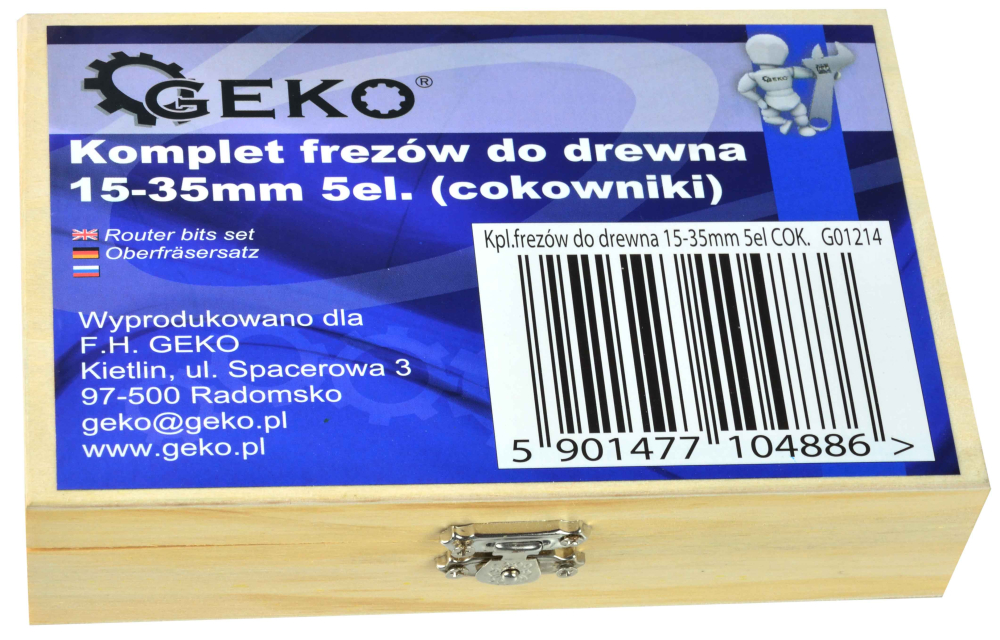 GEKO®
GEKO
Komplet frezów do drewna
15-35mm 5el. (cokowniki)
Router bits set
Oberfräsersatz
Kpl.frezów do drewna 15-35mm 5el COK. G01214
Wyprodukowano dla
F.H. GEKO
Kietlin, ul. Spacerowa 3
97-500 Radomsko
geko@geko.pl
www.geko.pl
5 901477 104886 >